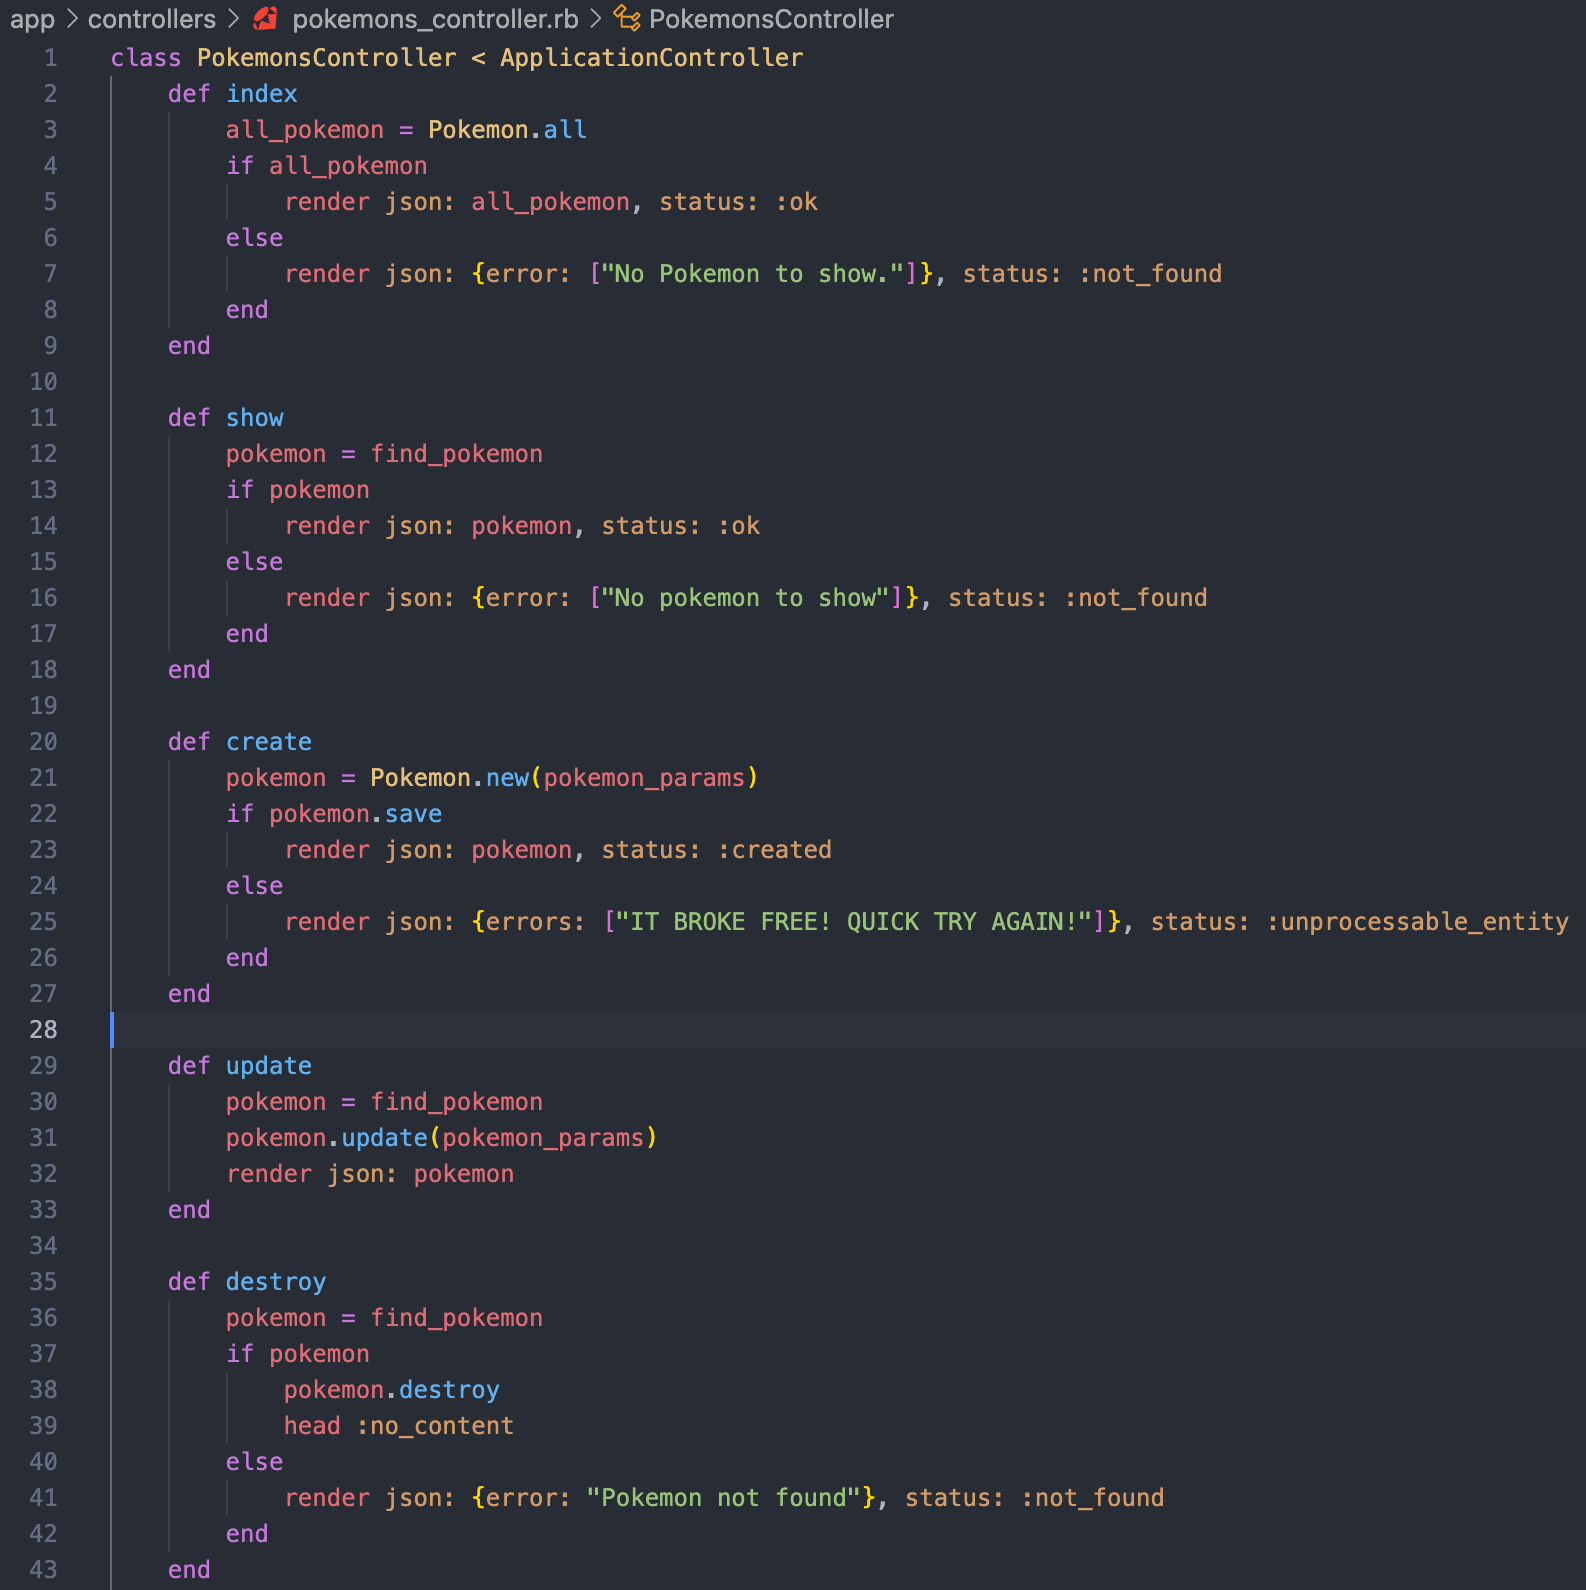 app > controllers > pokemons_controller.rb > PokemonsController
1 class PokemonsController < ApplicationController
2     def index
3         all_pokemon = Pokemon.all
4         if all_pokemon
5             render json: all_pokemon, status: :ok
6         else
7             render json: {error: ["No Pokemon to show."]}, status: :not_found
8         end
9     end
10
11     def show
12         pokemon = find_pokemon
13         if pokemon
14             render json: pokemon, status: :ok
15         else
16             render json: {error: ["No pokemon to show"]}, status: :not_found
17         end
18     end
19
20     def create
21         pokemon = Pokemon.new(pokemon_params)
22         if pokemon.save
23             render json: pokemon, status: :created
24         else
25             render json: {errors: ["IT BROKE FREE! QUICK TRY AGAIN!"]}, status: :unprocessable_entity
26         end
27     end
28
29     def update
30         pokemon = find_pokemon
31         pokemon.update(pokemon_params)
32         render json: pokemon
33     end
34
35     def destroy
36         pokemon = find_pokemon
37         if pokemon
38             pokemon.destroy
39             head :no_content
40         else
41             render json: {error: "Pokemon not found"}, status: :not_found
42         end
43     end